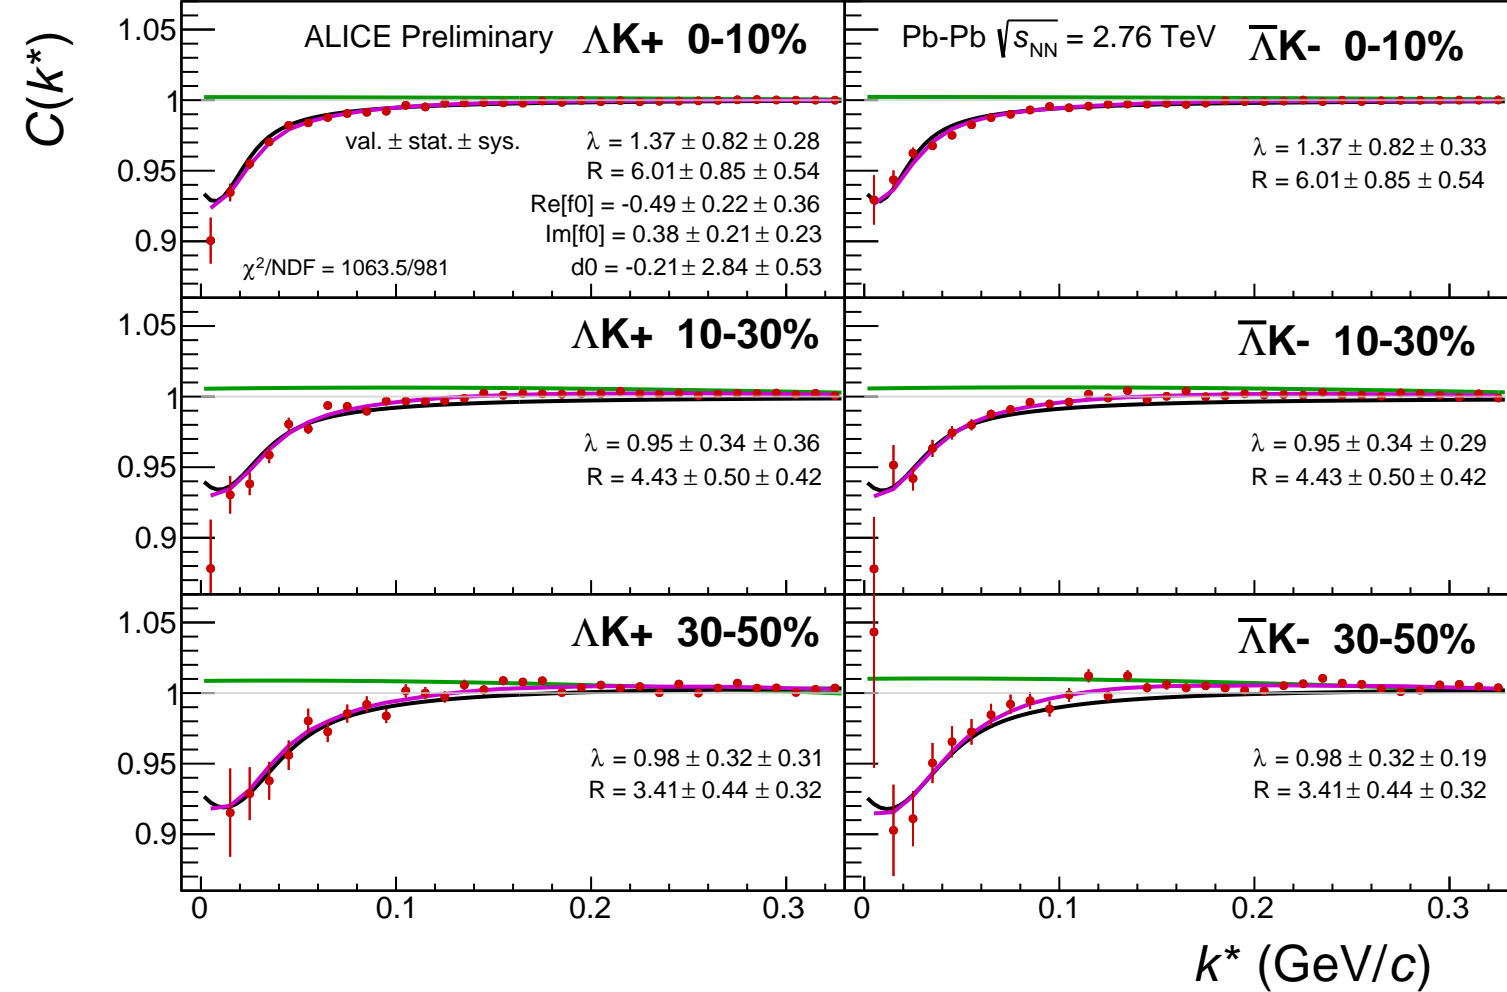 C(k*)
ALICE Preliminary ΛK+ 0-10%
val. ± stat. ± sys.
λ = 1.37 ± 0.82 ± 0.28
R = 6.01 ± 0.85 ± 0.54
Re[f0] = -0.49 ± 0.22 ± 0.36
Im[f0] = 0.38 ± 0.21 ± 0.23
χ²/NDF = 1063.5/981
d0 = -0.21 ± 2.84 ± 0.53
1.05
1
0.95
0.9
Pb-Pb √sNN = 2.76 TeV Λ̅K- 0-10%
λ = 1.37 ± 0.82 ± 0.33
R = 6.01 ± 0.85 ± 0.54
ΛK+ 10-30%
λ = 0.95 ± 0.34 ± 0.36
R = 4.43 ± 0.50 ± 0.42
1.05
1
0.95
0.9
Λ̅K- 10-30%
λ = 0.95 ± 0.34 ± 0.29
R = 4.43 ± 0.50 ± 0.42
ΛK+ 30-50%
λ = 0.98 ± 0.32 ± 0.31
R = 3.41 ± 0.44 ± 0.32
1.05
1
0.95
0.9
Λ̅K- 30-50%
λ = 0.98 ± 0.32 ± 0.19
R = 3.41 ± 0.44 ± 0.32
0 0.1 0.2 0.3 0 0.1 0.2 0.3
k* (GeV/c)